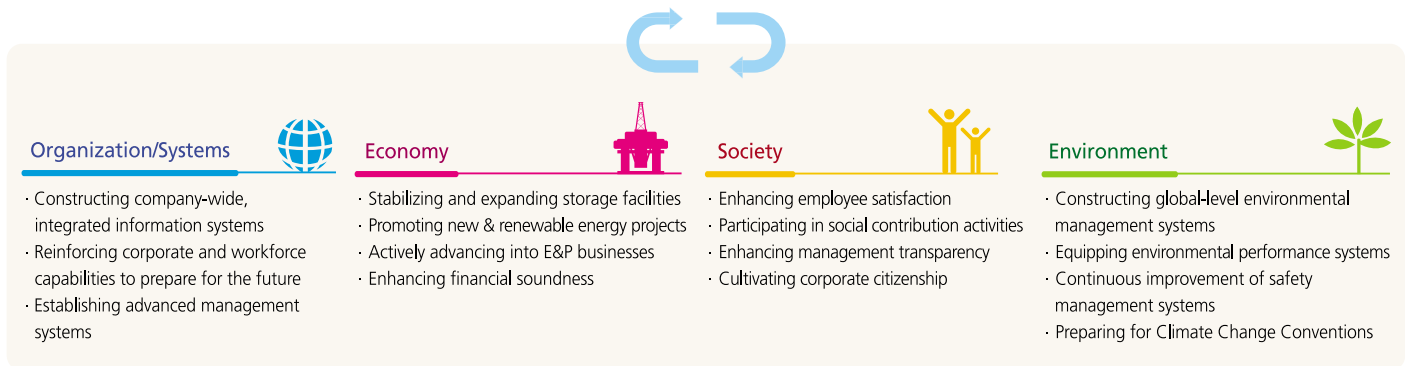 Organization/Systems
· Constructing company-wide,
integrated information systems
· Reinforcing corporate and workforce
capabilities to prepare for the future
· Establishing advanced management
systems
Economy
· Stabilizing and expanding storage facilities
· Promoting new & renewable energy projects
· Actively advancing into E&P businesses
· Enhancing financial soundness
Society
· Enhancing employee satisfaction
· Participating in social contribution activities
· Enhancing management transparency
· Cultivating corporate citizenship
Environment
· Constructing global-level environmental
management systems
· Equipping environmental performance systems
· Continuous improvement of safety
management systems
· Preparing for Climate Change Conventions